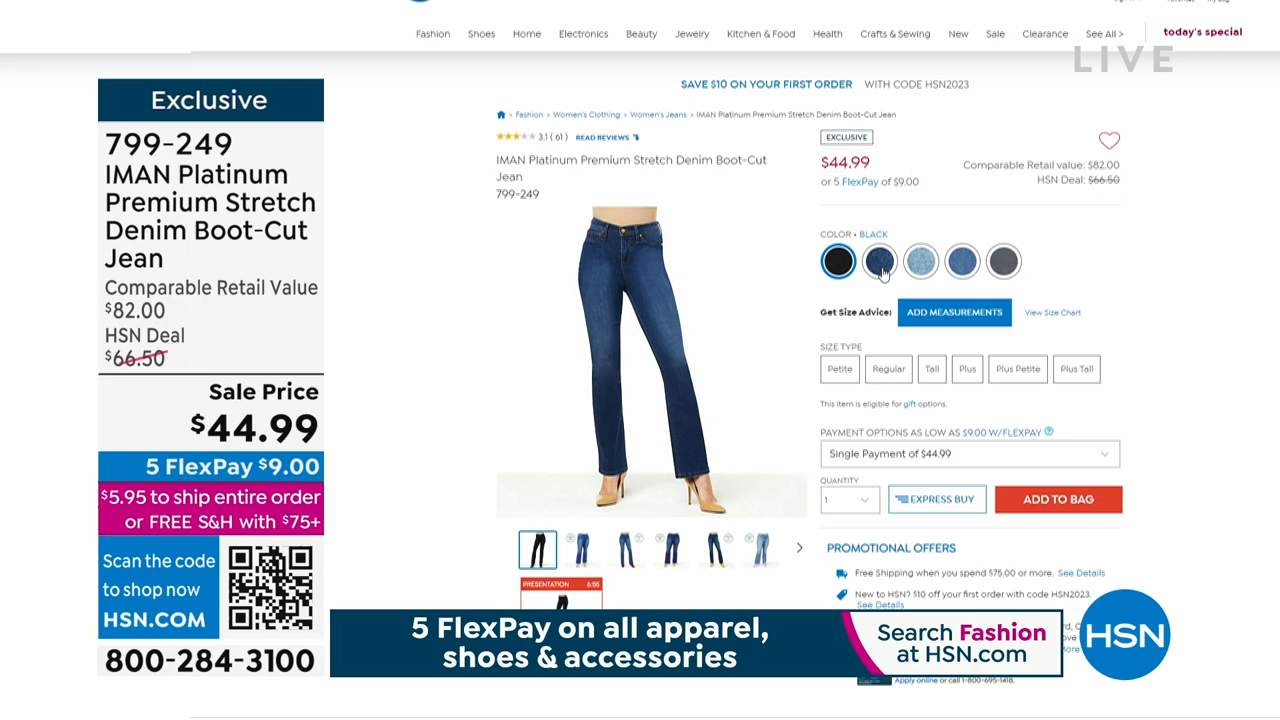 Fashion Shoes Home Electronics Beauty Jewelry Kitchen & Food Health Crafts & Sewing New Sale Clearance See All > today's special
LIVE
SAVE $10 ON YOUR FIRST ORDER WITH CODE HSN2023
Exclusive
799-249
IMAN Platinum
Premium Stretch
Denim Boot-Cut
Jean
Comparable Retail Value
$82.00
HSN Deal
$66.50
Sale Price
$44.99
5 FlexPay $9.00
$5.95 to ship entire order
or FREE S&H with $75+
Scan the code
to shop now
HSN.COM
800-284-3100
> Fashion > Women's Clothing > Women's Jeans > IMAN Platinum Premium Stretch Denim Boot-Cut Jean
3.1 ( 61 ) READ REVIEWS
IMAN Platinum Premium Stretch Denim Boot-Cut
Jean
799-249
EXCLUSIVE
$44.99
or 5 FlexPay of $9.00
Comparable Retail value: $82.00
HSN Deal: $66.50
COLOR • BLACK
Get Size Advice: ADD MEASUREMENTS View Size Chart
SIZE TYPE
Petite Regular Tall Plus Plus Petite Plus Tall
This item is eligible for gift options.
PAYMENT OPTIONS AS LOW AS $9.00 W/FLEXPAY ?
Single Payment of $44.99
QUANTITY
1 EXPRESS BUY ADD TO BAG
PROMOTIONAL OFFERS
Free Shipping when you spend $75.00 or more. See Details
New to HSN? $10 off your first order with code HSN2023.
See Details
PRESENTATION 6:55
5 FlexPay on all apparel,
shoes & accessories
Search Fashion
at HSN.com
HSN
Apply online or call 1-800-695-1418.